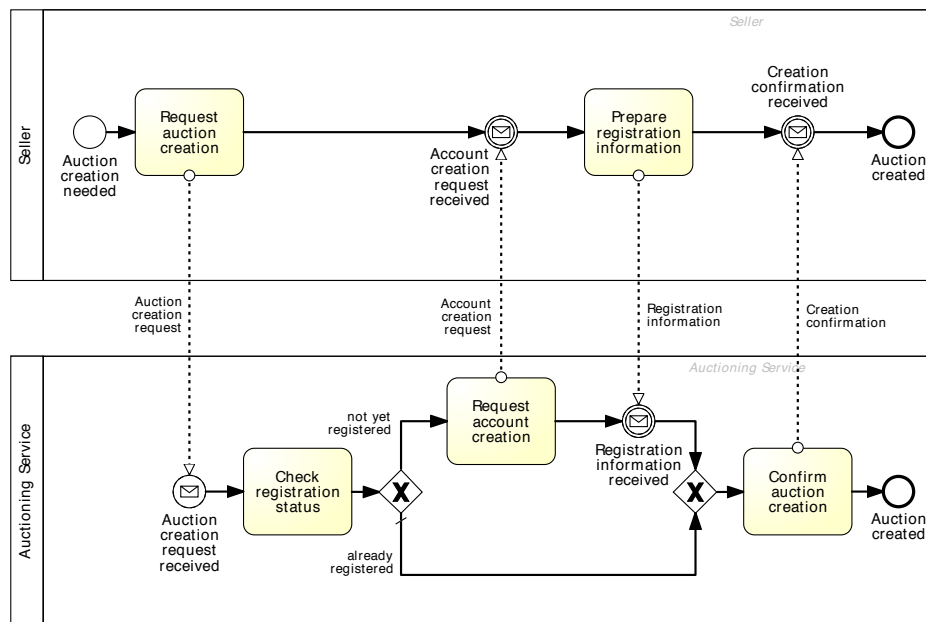 Seller
Seller
Request
auction
creation
Auction
creation
needed
Account
creation
request
received
Prepare
registration
information
Creation
confirmation
received
Auction
created
Auction
creation
request
Account
creation
request
Registration
information
Creation
confirmation
Auctioning Service
Auctioning Service
Auction
creation
request
received
Check
registration
status
not yet
registered
already
registered
Request
account
creation
Registration
information
received
Confirm
auction
creation
Auction
created